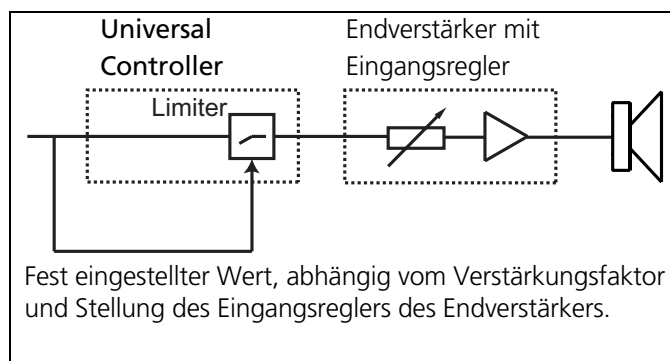 Universal
Controller
Endverstärker mit
Eingangsregler
Limiter
Fest eingestellter Wert, abhängig vom Verstärkungsfaktor
und Stellung des Eingangsreglers des Endverstärkers.